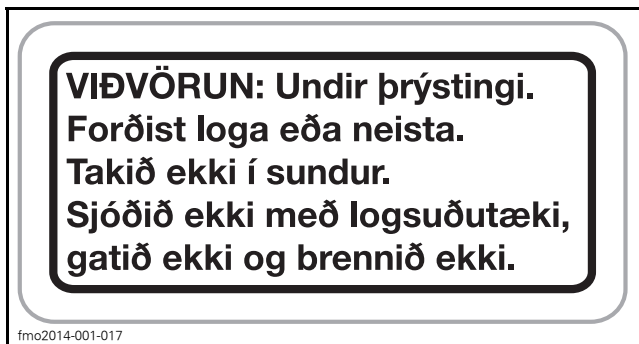 VIÐVÖRUN: Undir þrýstingi.
Forðist loga eða neista.
Takið ekki í sundur.
Sjóðið ekki með logsuðutæki,
gatið ekki og brennið ekki.
fmo2014-001-017